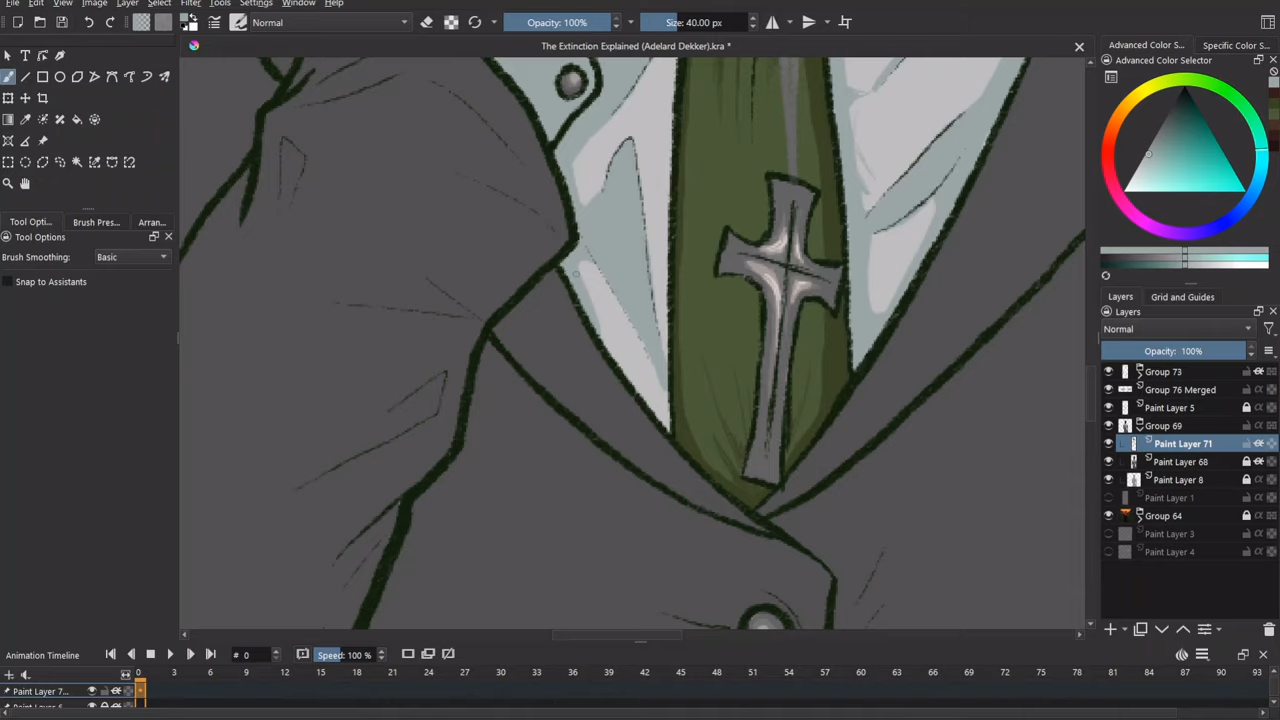 File Edit View Image Layer Select Filter Tools Settings Window Help
Normal
Opacity: 100%
Size: 40.00 px
The Extinction Explained (Adelard Dekker).kra *
Tool Opti...
Brush Pres...
Arran...
Tool Options
Brush Smoothing:
Basic
Snap to Assistants
Advanced Color S...
Specific Color S...
Advanced Color Selector
Layers
Grid and Guides
Layers
Normal
Opacity: 100%
Group 73
Group 76 Merged
Paint Layer 5
Group 69
Paint Layer 71
Paint Layer 68
Paint Layer 8
Paint Layer 1
Group 64
Paint Layer 3
Paint Layer 4
Animation Timeline
# 0
Speed: 100 %
0 3 6 9 12 15 18 21 24 27 30 33 36 39 42 45 48 51 54 57 60 63 66 69 72 75 78 81 84 87 90 93
Paint Layer 7...